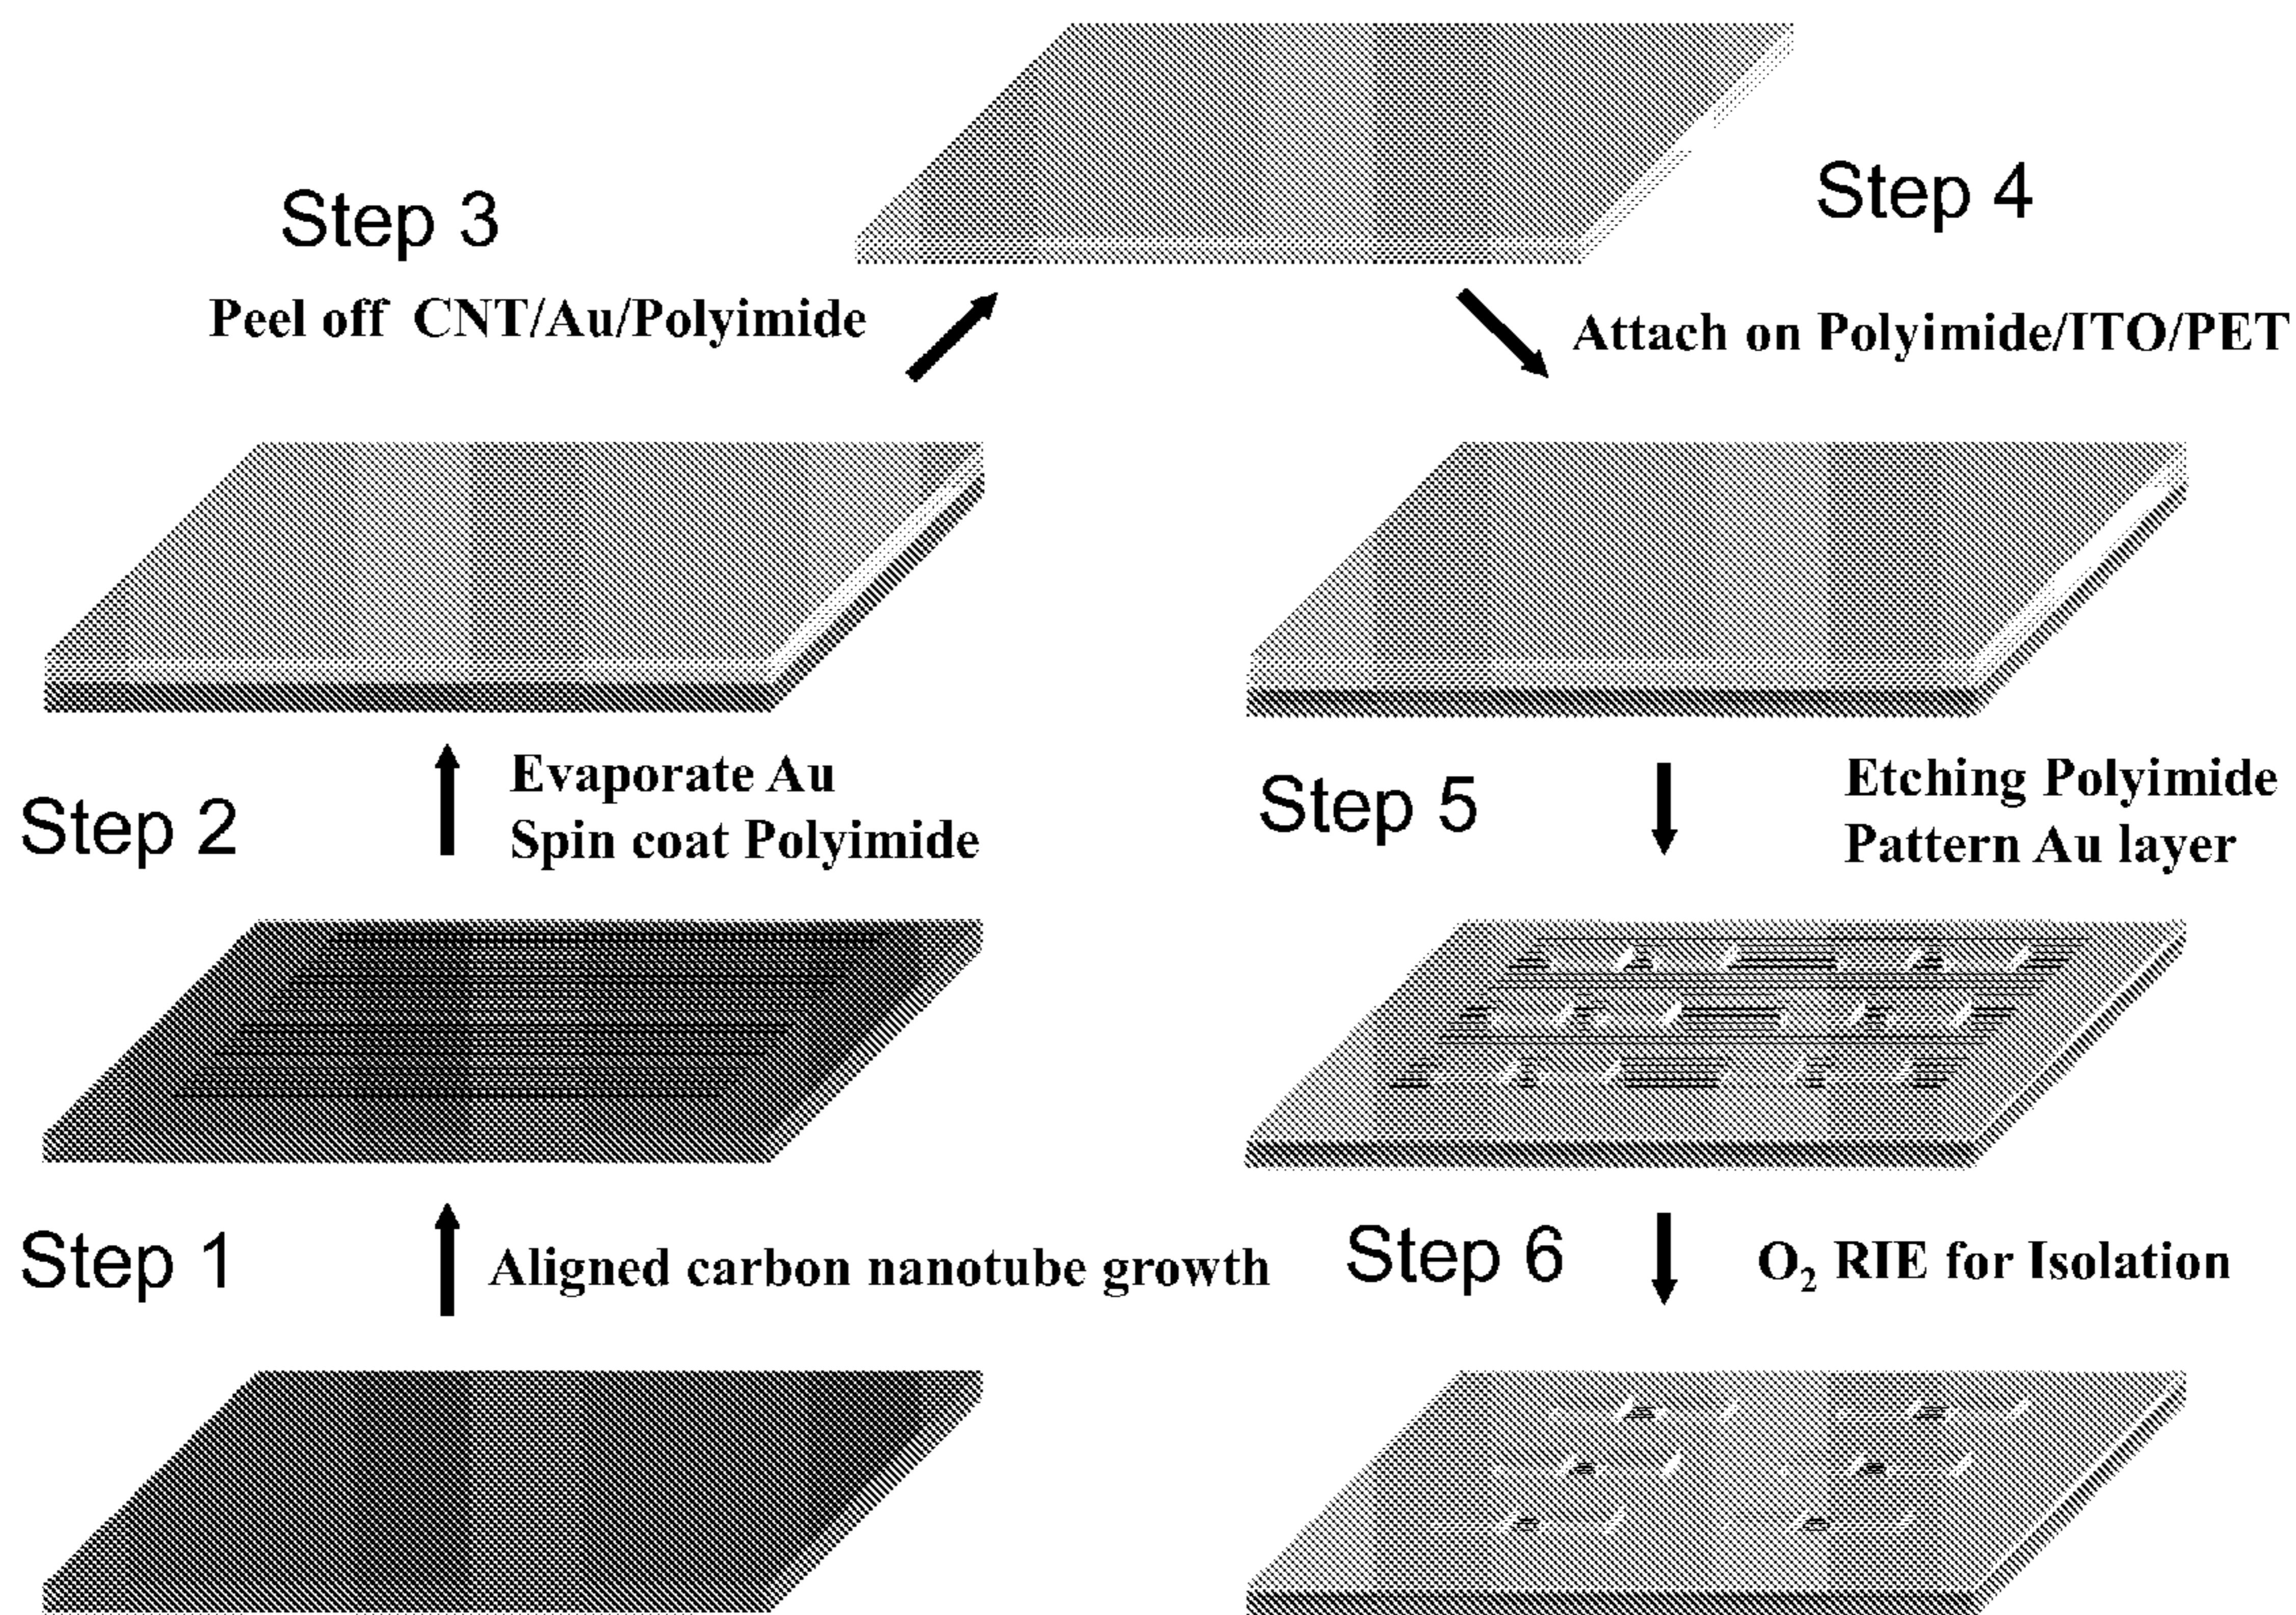 Step 3
Peel off CNT/Au/Polyimide
Step 4
Attach on Polyimide/ITO/PET
Step 2
Evaporate Au
Spin coat Polyimide
Step 5
Etching Polyimide
Pattern Au layer
Step 1
Aligned carbon nanotube growth
Step 6
O₂ RIE for Isolation